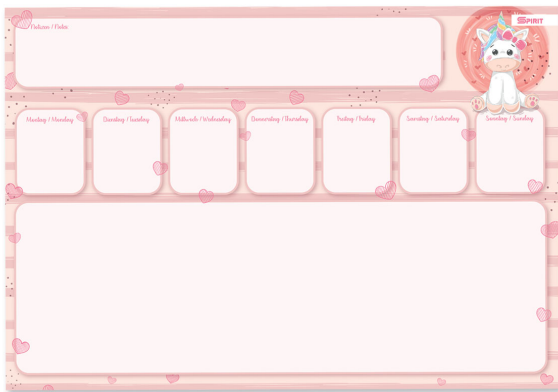 Notizen / Notes
SPIRIT
Montag / Monday
Dienstag / Tuesday
Mittwoch / Wednesday
Donnerstag / Thursday
Freitag / Friday
Samstag / Saturday
Sonntag / Sunday